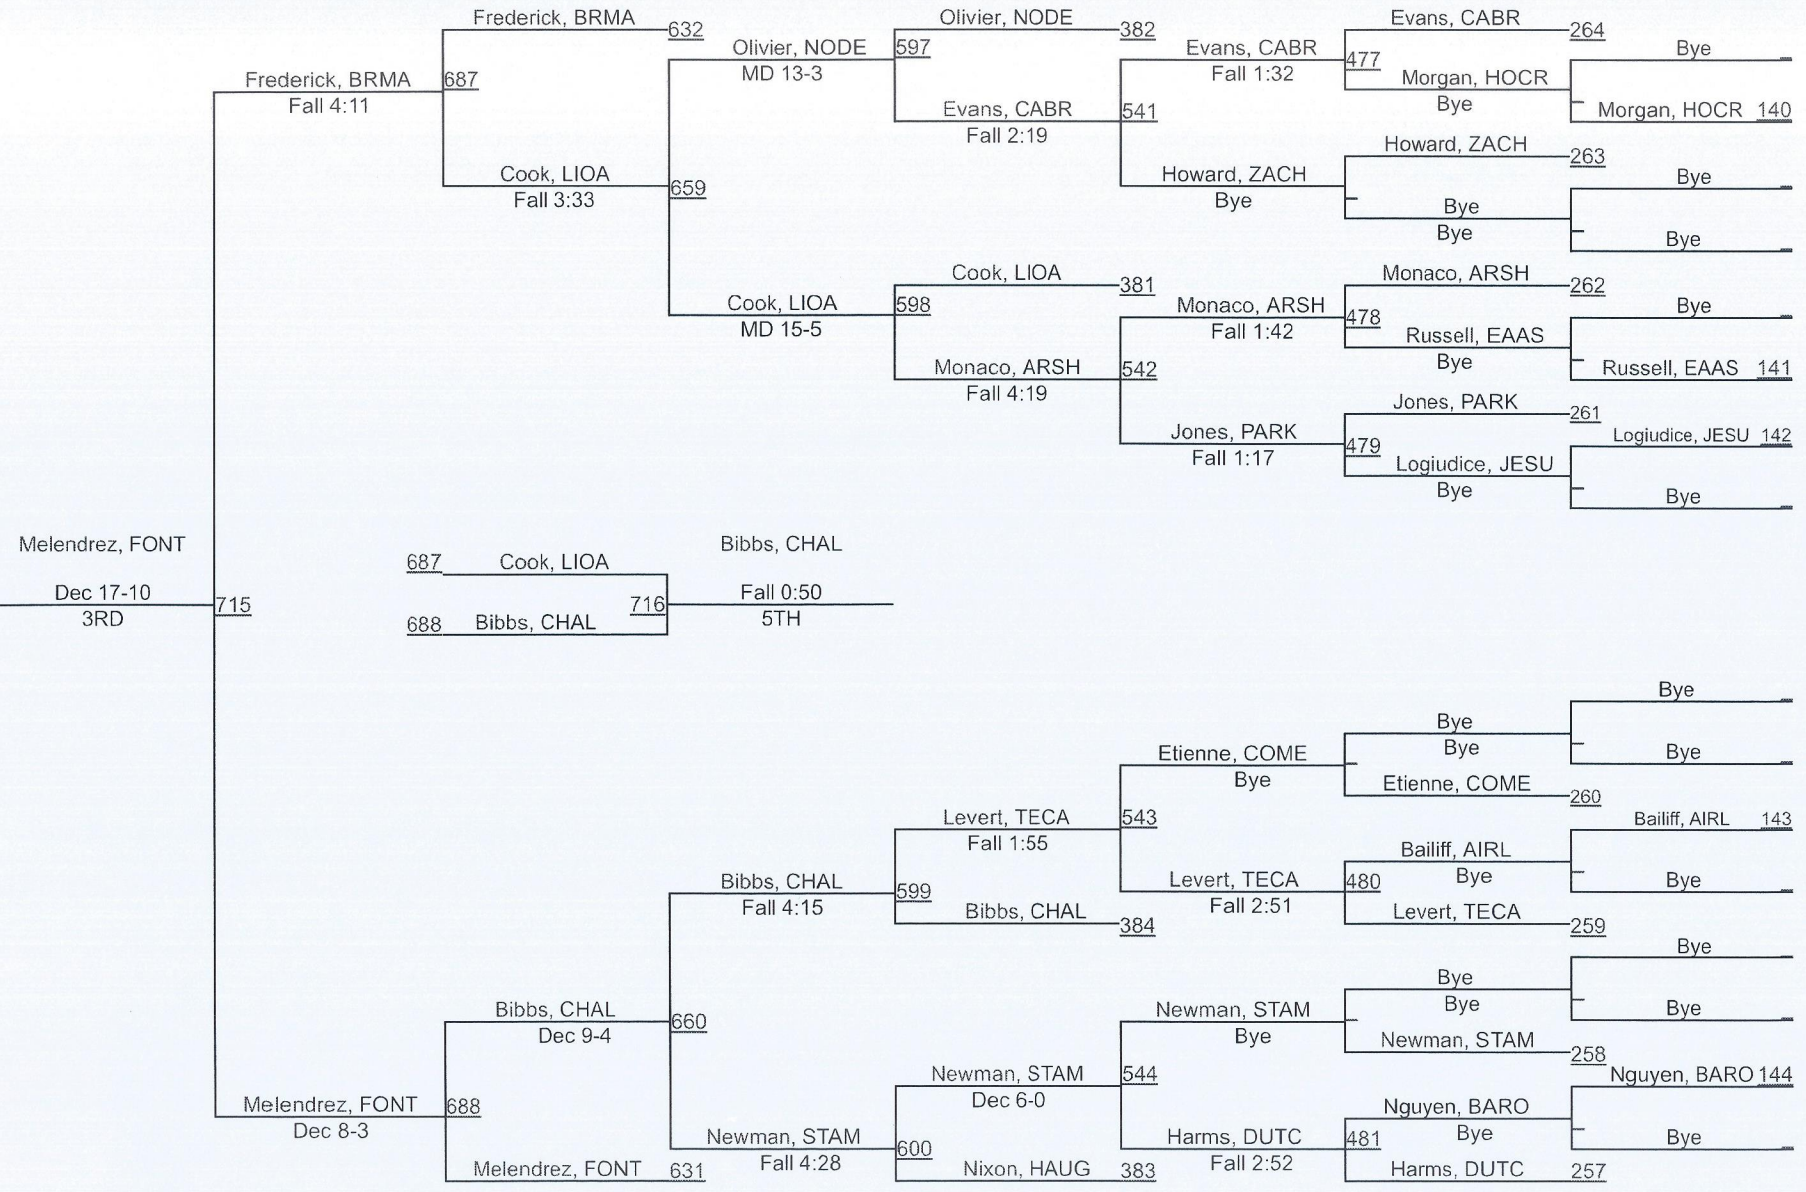 Frederick, BRMA 632
Olivier, NODE 382
Evans, CABR 264
Olivier, NODE 597
MD 13-3
Evans, CABR 477
Fall 1:32
Bye
Frederick, BRMA 687
Fall 4:11
Morgan, HOCR
Bye
Evans, CABR 541
Fall 2:19
Morgan, HOCR 140
Howard, ZACH 263
Cook, LIOA 659
Fall 3:33
Howard, ZACH
Bye
Bye
Bye
Bye
Bye
Cook, LIOA 381
Monaco, ARSH 262
Cook, LIOA 598
MD 15-5
Monaco, ARSH 478
Fall 1:42
Bye
Russell, EAAS
Bye
Monaco, ARSH 542
Fall 4:19
Russell, EAAS 141
Jones, PARK 261
Jones, PARK 479
Fall 1:17
Logiudice, JESU 142
Logiudice, JESU
Bye
Bye
Melendrez, FONT
Dec 17-10
3RD
715
687 Cook, LIOA
Bibbs, CHAL
716 Fall 0:50
5TH
688 Bibbs, CHAL
Bye
Bye
Bye
Bye
Etienne, COME
Bye
Etienne, COME 260
Levert, TECA 543
Fall 1:55
Bailiff, AIRL 143
Bailiff, AIRL
Bye
Bye
Bibbs, CHAL 599
Fall 4:15
Levert, TECA 480
Fall 2:51
Bibbs, CHAL 384
Levert, TECA 259
Bye
Bye
Bye
Bye
Bibbs, CHAL 660
Dec 9-4
Newman, STAM
Bye
Newman, STAM 258
Newman, STAM 544
Dec 6-0
Nguyen, BARO 144
Melendrez, FONT 688
Dec 8-3
Nguyen, BARO
Bye
Bye
Newman, STAM 600
Fall 4:28
Harms, DUTC 481
Fall 2:52
Melendrez, FONT 631
Nixon, HAUG 383
Harms, DUTC 257